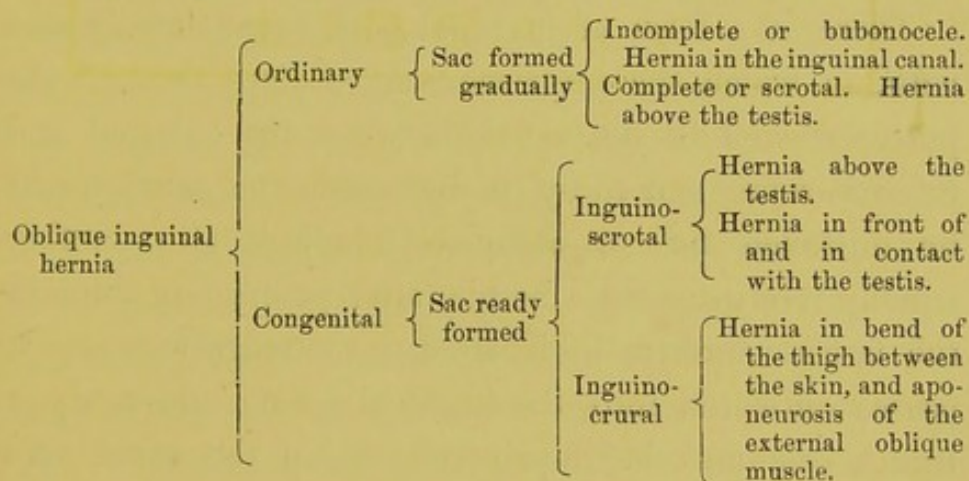 Oblique inguinal
hernia
Ordinary
Sac formed
gradually
Incomplete or bubonocele.
Hernia in the inguinal canal.
Complete or scrotal. Hernia
above the testis.
Congenital
Sac ready
formed
Inguino-
scrotal
Hernia above the
testis.
Hernia in front of
and in contact
with the testis.
Inguino-
crural
Hernia in bend of
the thigh between
the skin, and apo-
neurosis of the
external oblique
muscle.